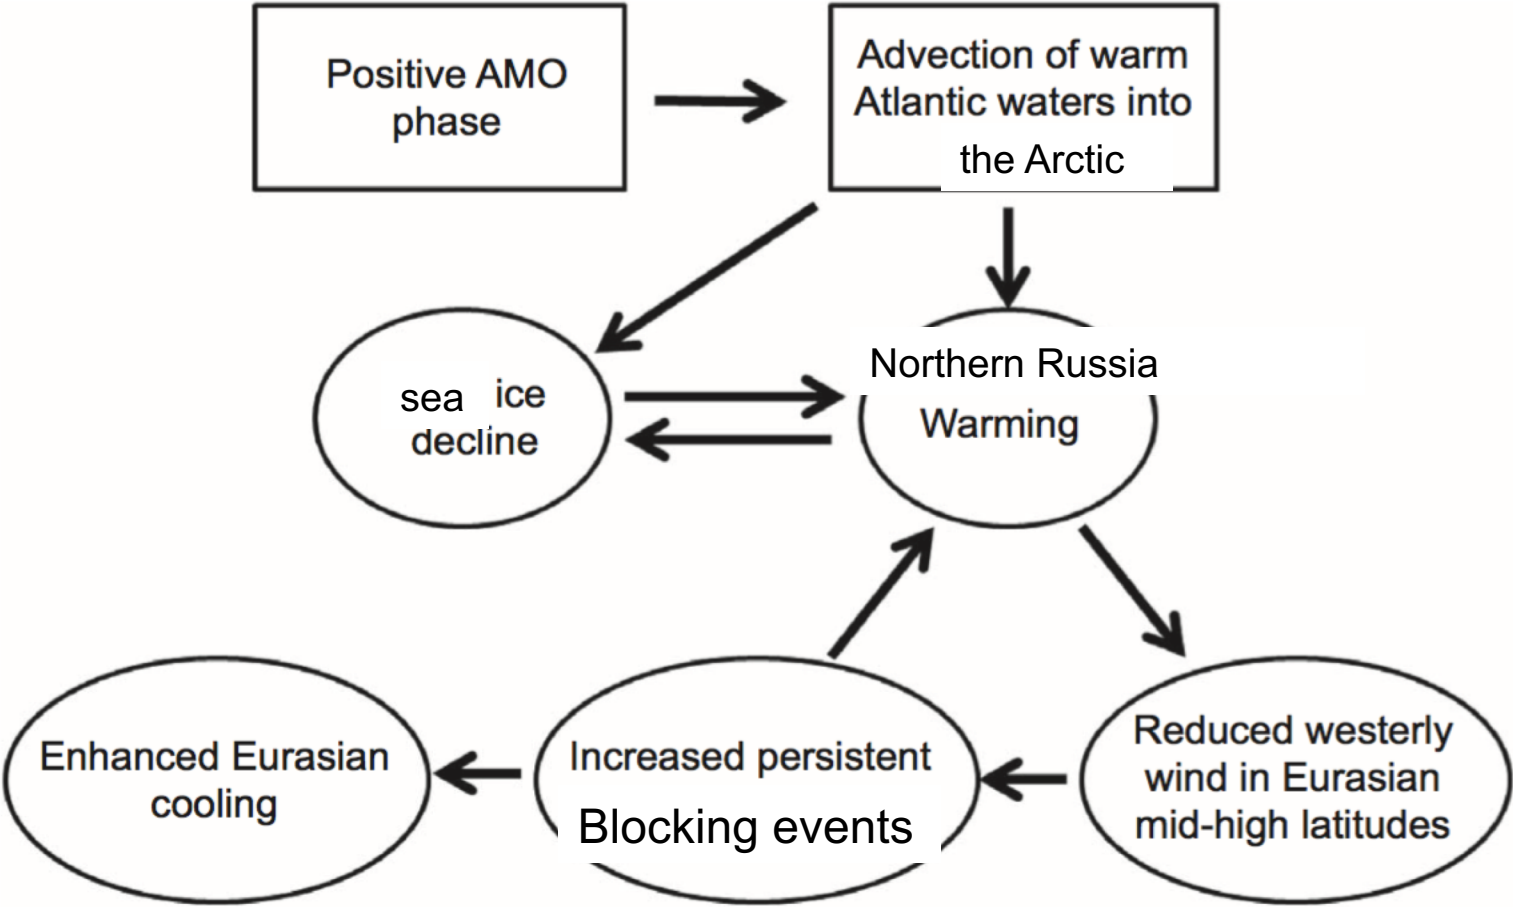 Positive AMO
phase
Advection of warm
Atlantic waters into
the Arctic
sea ice
decline
Northern Russia
Warming
Enhanced Eurasian
cooling
Increased persistent
Blocking events
Reduced westerly
wind in Eurasian
mid-high latitudes